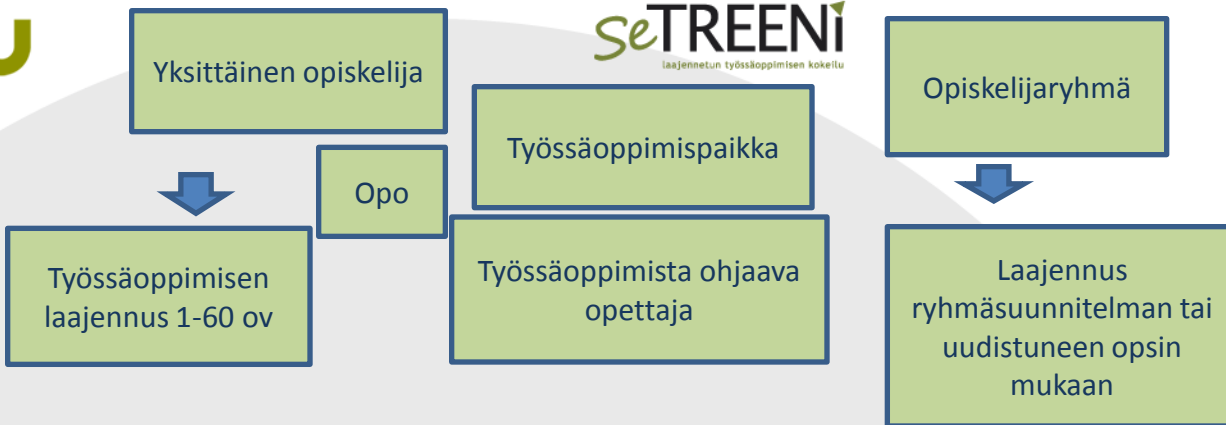 seTREENi
laajennetun työssäoppimisen kokeilu
Yksittäinen opiskelija
Opiskelijaryhmä
Työssäoppimispaikka
Opo
Työssäoppimisen
laajennus 1-60 ov
Työssäoppimista ohjaava
opettaja
Laajennus
ryhmäsuunnitelman tai
uudistuneen opsin
mukaan